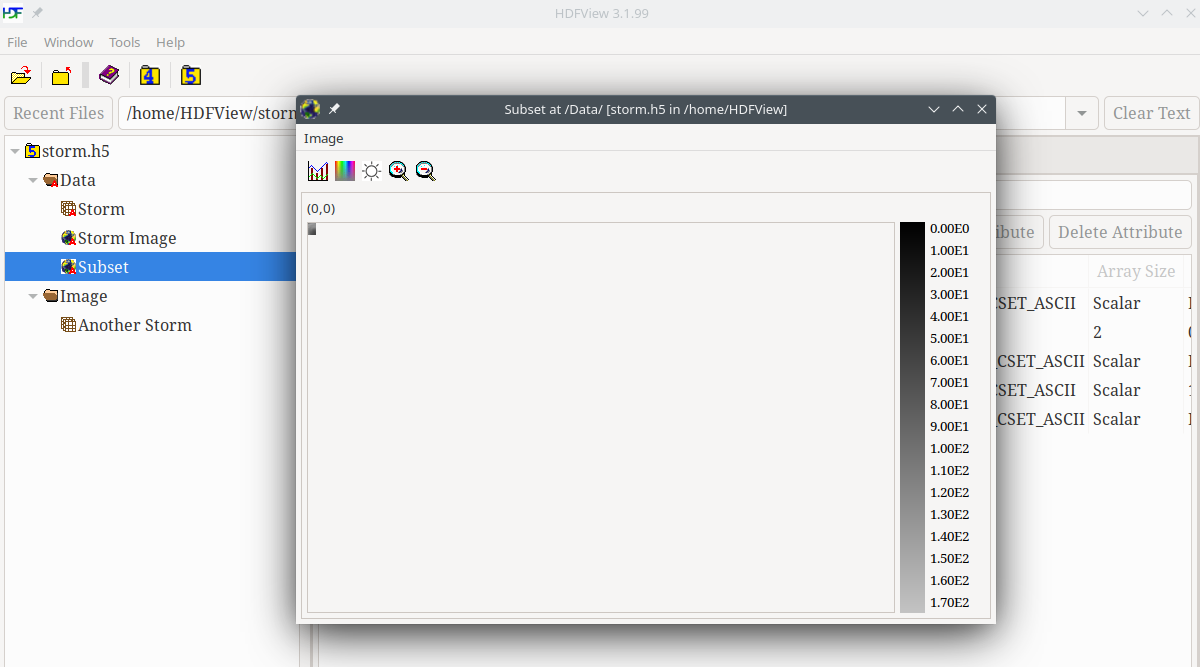 HDF
HDFView 3.1.99
File Window Tools Help
4 5
Recent Files /home/HDFView/storm Clear Text
5 storm.h5
Data
Storm
Storm Image
Subset
Image
Another Storm
Subset at /Data/ [storm.h5 in /home/HDFView]
Image
(0,0)
0.00E0
1.00E1
2.00E1
3.00E1
4.00E1
5.00E1
6.00E1
7.00E1
8.00E1
9.00E1
1.00E2
1.10E2
1.20E2
1.30E2
1.40E2
1.50E2
1.60E2
1.70E2
ibute Delete Attribute
Array Size
CSET_ASCII Scalar
2
CSET_ASCII Scalar
CSET_ASCII Scalar
CSET_ASCII Scalar